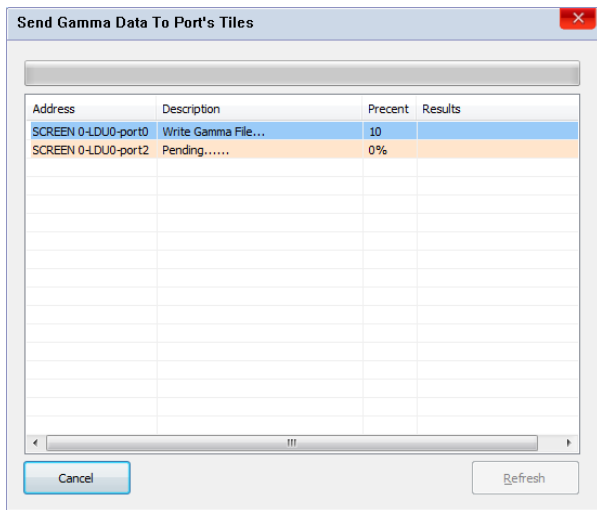 Send Gamma Data To Port's Tiles
Address Description Precent Results
SCREEN 0-LDU0-port0 Write Gamma File... 10
SCREEN 0-LDU0-port2 Pending...... 0%
Cancel Refresh